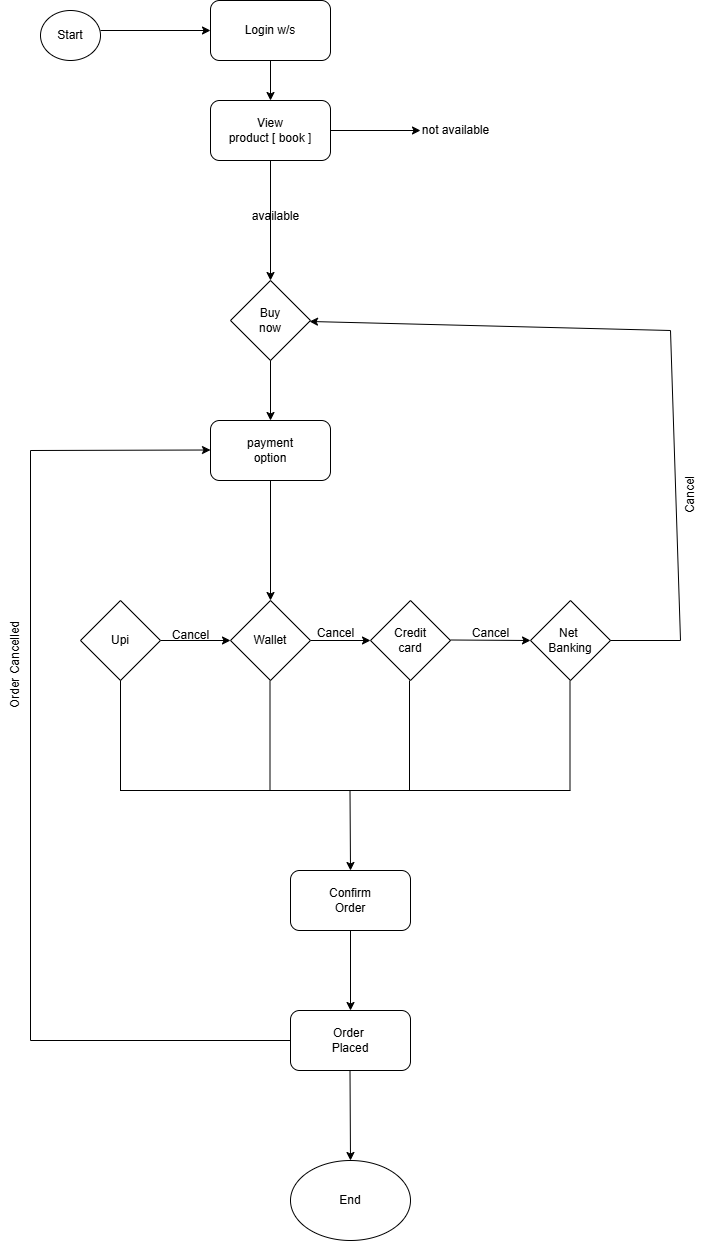 Start
Login w/s
View
product [ book ]
not available
available
Buy
now
payment
option
Cancel
Upi
Cancel
Wallet
Cancel
Credit
card
Cancel
Net
Banking
Order Cancelled
Confirm
Order
Order
Placed
End